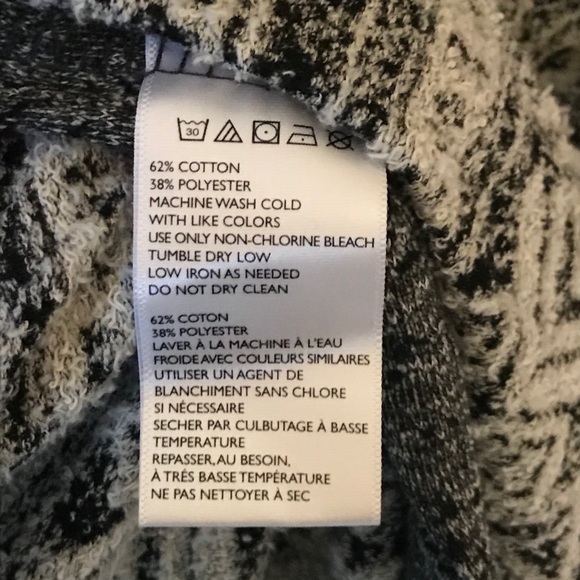 30
62% COTTON
38% POLYESTER
MACHINE WASH COLD
WITH LIKE COLORS
USE ONLY NON-CHLORINE BLEACH
TUMBLE DRY LOW
LOW IRON AS NEEDED
DO NOT DRY CLEAN
62% COTON
38% POLYESTER
LAVER À LA MACHINE À L'EAU
FROIDE AVEC COULEURS SIMILAIRES
UTILISER UN AGENT DE
BLANCHIMENT SANS CHLORE
SI NÉCESSAIRE
SECHER PAR CULBUTAGE À BASSE
TEMPERATURE
REPASSER, AU BESOIN,
À TRÉS BASSE TEMPÉRATURE
NE PAS NETTOYER À SEC